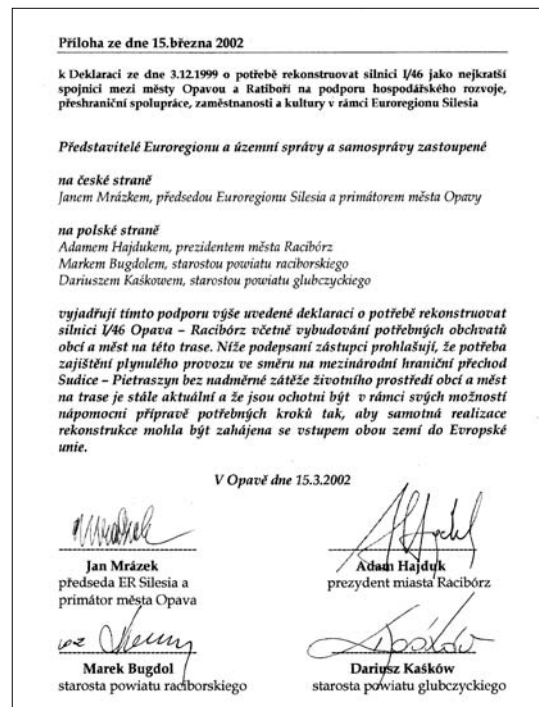 Příloha ze dne 15.března 2002
k Deklaraci ze dne 3.12.1999 o potřebě rekonstruovat silnici I/46 jako nejkratší
spojnici mezi městy Opavou a Ratiboří na podporu hospodářského rozvoje,
přeshraniční spolupráce, zaměstnanosti a kultury v rámci Euroregionu Silesia
Představitelé Euroregionu a územní správy a samosprávy zastoupené
na české straně
Janem Mrázkem, předsedou Euroregionu Silesia a primátorem města Opavy
na polské straně
Adamem Hajdukem, prezidentem města Racibórz
Markem Bugdolem, starostou powiatu raciborskiego
Dariuszem Kaśkowem, starostou powiatu glubczyckiego
vyjadřují tímto podporu výše uvedené deklaraci o potřebě rekonstruovat
silnici I/46 Opava – Racibórz včetně vybudování potřebných obchvatů
obcí a měst na této trase. Níže podepsaní zástupci prohlašují, že potřeba
zajištění plynulého provozu ve směru na mezinárodní hraniční přechod
Sudice – Pietraszyn bez nadměrné zátěže životního prostředí obcí a měst
na trase je stále aktuální a že jsou ochotni být v rámci svých možností
nápomocni přípravě potřebných kroků tak, aby samotná realizace
rekonstrukce mohla být zahájena se vstupem obou zemí do Evropské
unie.
V Opavě dne 15.3.2002
Jan Mrázek
předseda ER Silesia a
primátor města Opava
Adam Hajduk
prezydent miasta Racibórz
Marek Bugdol
starosta powiatu raciborskiego
Dariusz Kaśków
starosta powiatu glubczyckiego